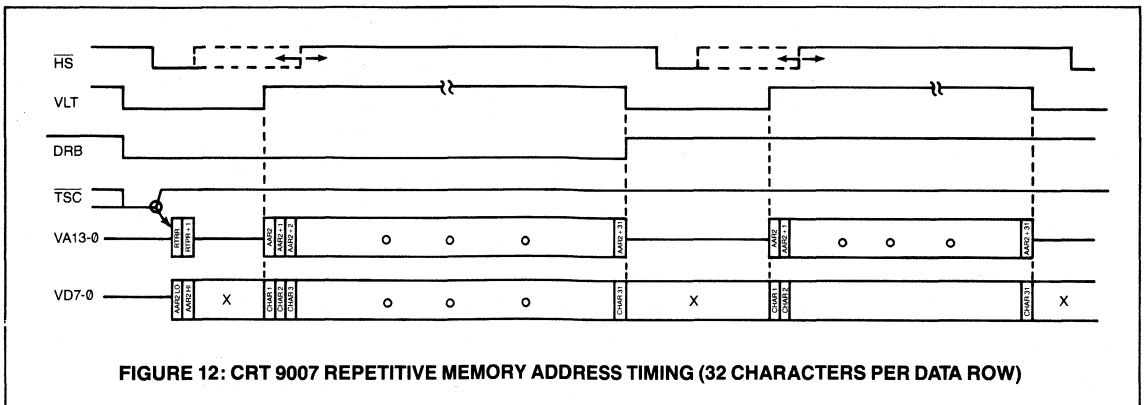 HS
VLT
DRB
TSC
VA13-0
RTRR
RTPR + 1
AAR2
AAR2 + 1
AAR2 + 2
AAR2 + 31
AAR2
AAR2 + 1
AAR2 + 31
VD7-0
AAR2 LO
AAR2 HI
X
CHAR 1
CHAR 2
CHAR 3
CHAR 31
X
CHAR 1
CHAR 2
CHAR 31
X
FIGURE 12: CRT 9007 REPETITIVE MEMORY ADDRESS TIMING (32 CHARACTERS PER DATA ROW)